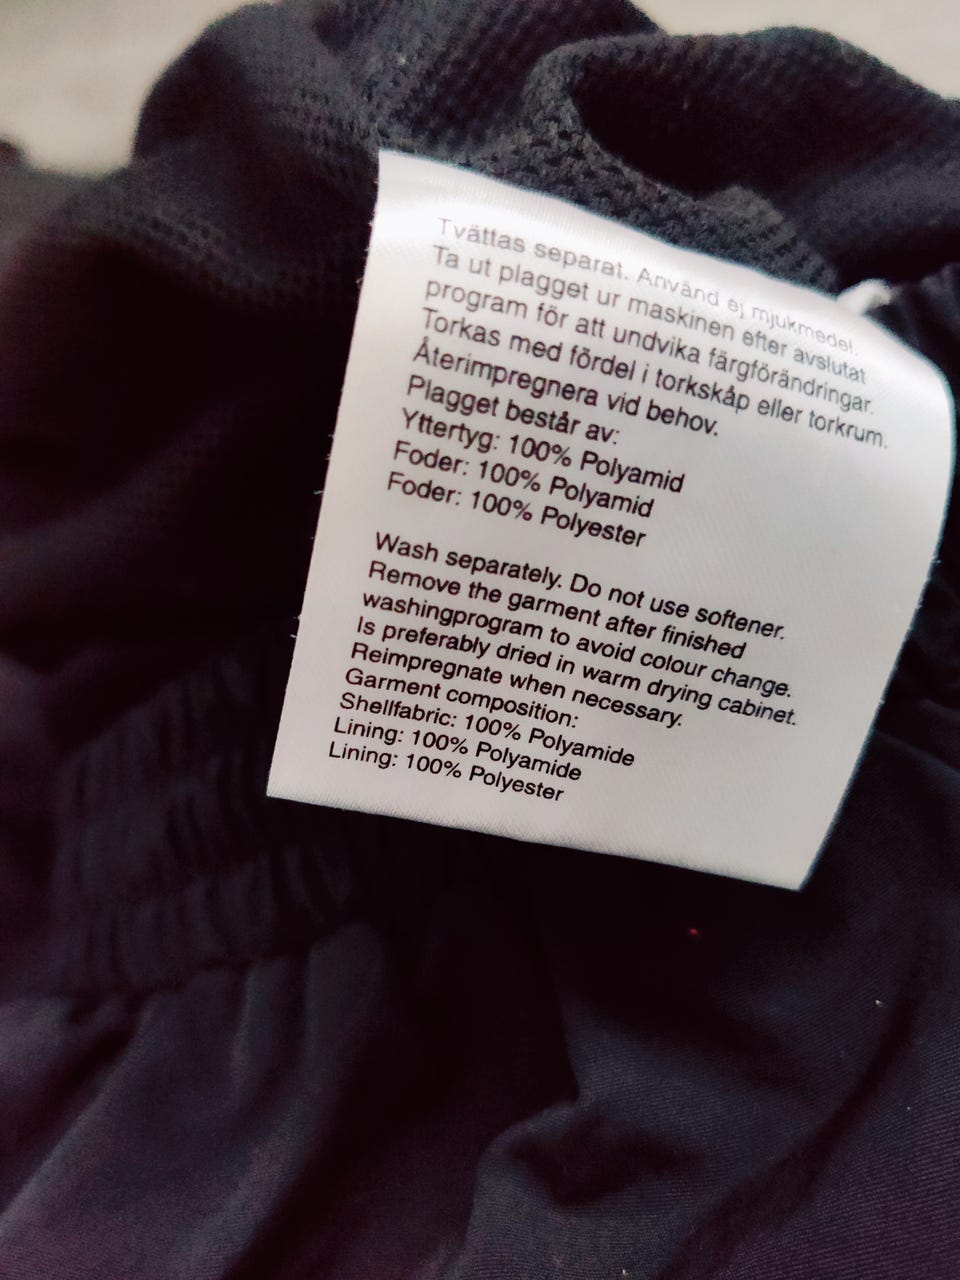 Tvättas separat. Använd ej mjukmedel.
Ta ut plagget ur maskinen efter avslutat
program för att undvika färgförändringar.
Torkas med fördel i torkskåp eller torkrum.
Återimpregnera vid behov.
Plagget består av:
Yttertyg: 100% Polyamid
Foder: 100% Polyamid
Foder: 100% Polyester
Wash separately. Do not use softener.
Remove the garment after finished
washingprogram to avoid colour change.
Is preferably dried in warm drying cabinet.
Reimpregnate when necessary.
Garment composition:
Shellfabric: 100% Polyamide
Lining: 100% Polyamide
Lining: 100% Polyester